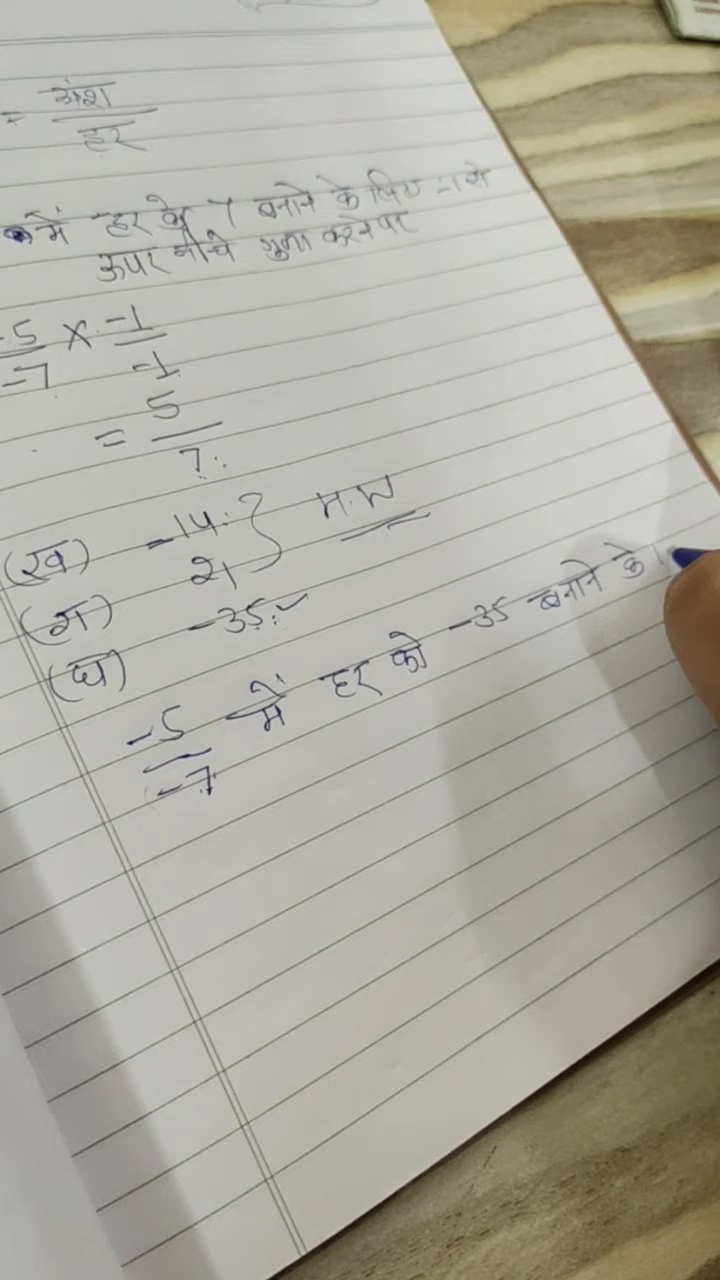 = अंश
हर
में हर को 7 बनाने के लिए -1 से
ऊपर नीचे गुणा करने पर
-5 × -1
-7 -1
= 5
7
(ख) -14 } H.W
(ग) 21
(घ) -35:-
-5 में हर को -35 बनाने के
-7